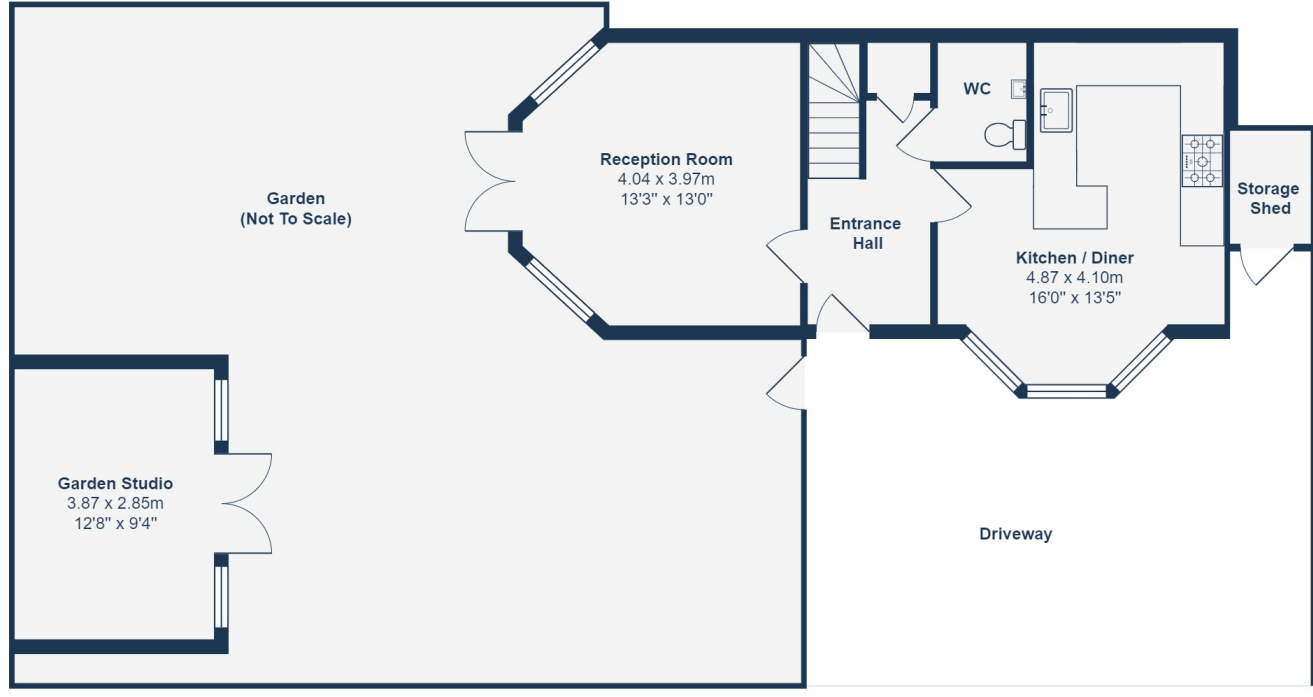 Garden
(Not To Scale)
Reception Room
4.04 x 3.97m
13'3" x 13'0"
WC
Entrance
Hall
Kitchen / Diner
4.87 x 4.10m
16'0" x 13'5"
Storage
Shed
Garden Studio
3.87 x 2.85m
12'8" x 9'4"
Driveway